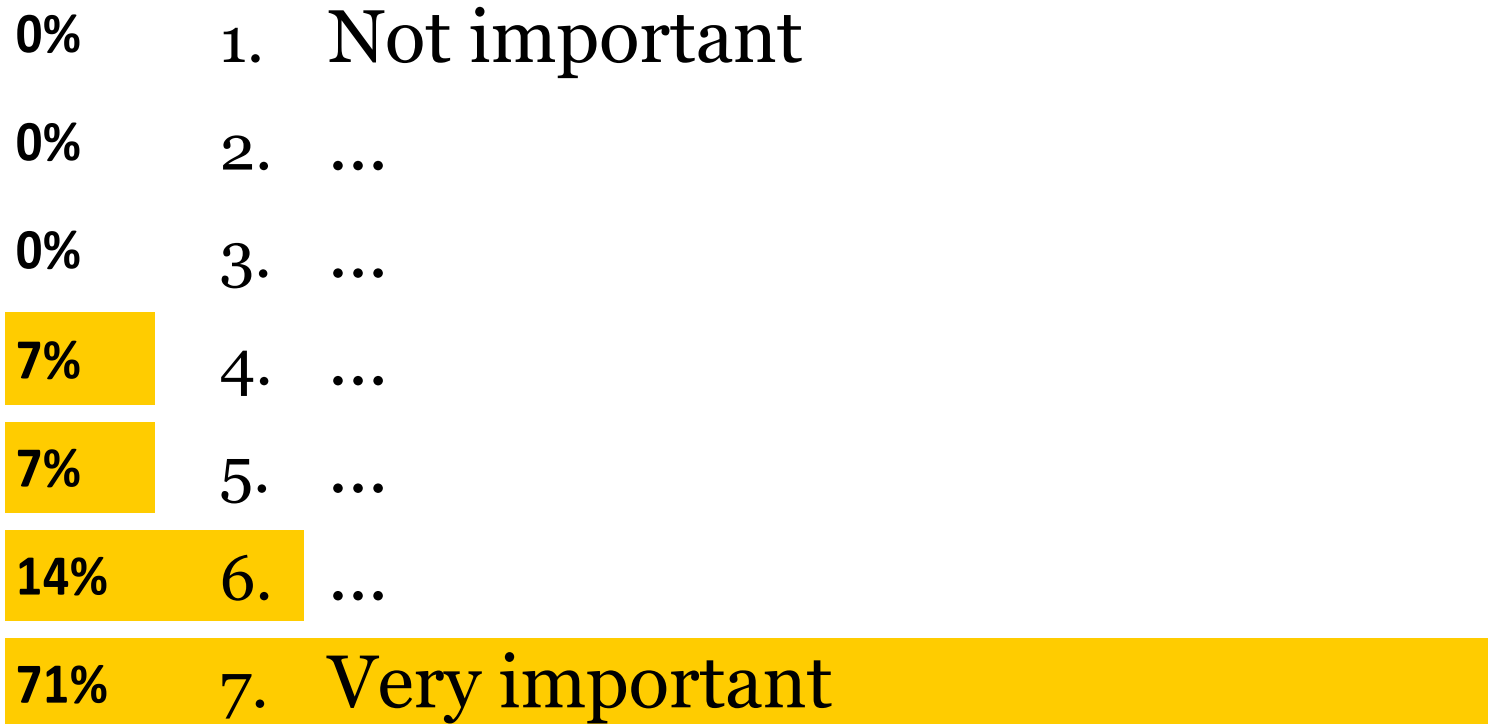 0% 1. Not important
0% 2. ...
0% 3. ...
7% 4. ...
7% 5. ...
14% 6. ...
71% 7. Very important